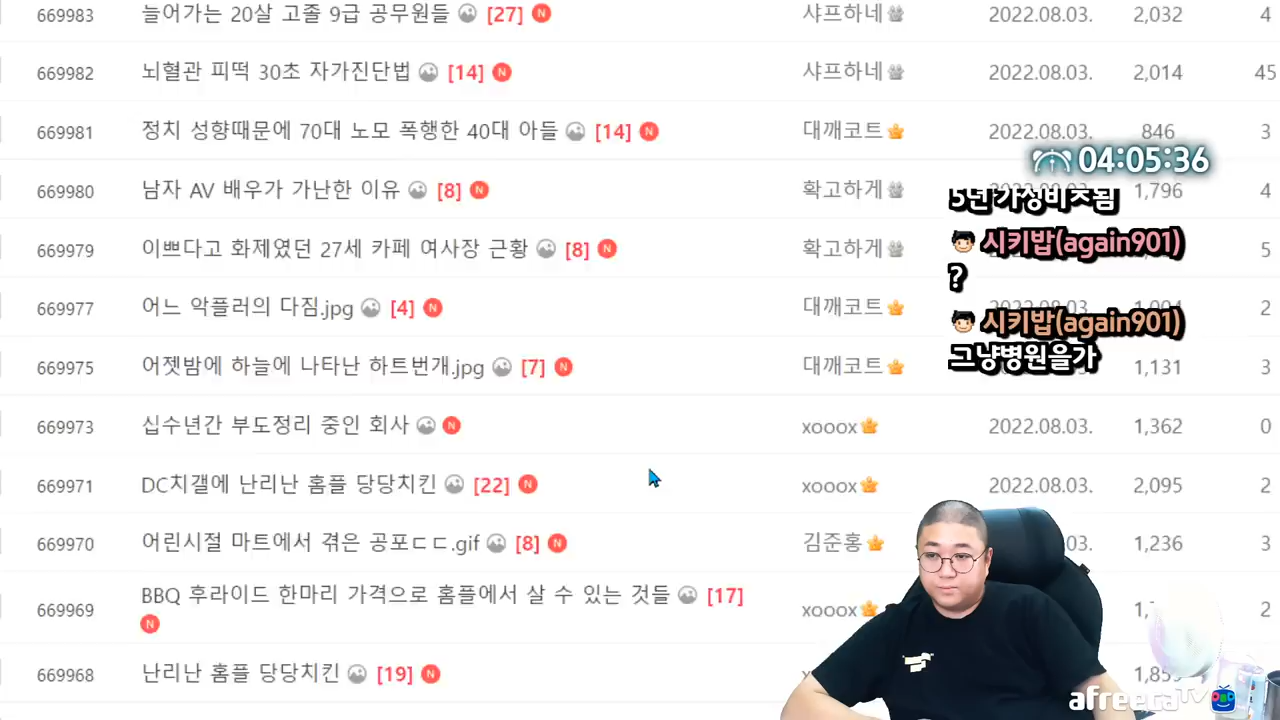 669983 늘어가는 20살 고졸 9급 공무원들 [27] N 샤프하네 2022.08.03. 2,032 4
669982 뇌혈관 피떡 30초 자가진단법 [14] N 샤프하네 2022.08.03. 2,014 45
669981 정치 성향때문에 70대 노모 폭행한 40대 아들 [14] N 대깨코트 2022.08.03. 846 3
04:05:36
669980 남자 AV 배우가 가난한 이유 [8] N 확고하게 1,796 4
5년 가성비ㅈ됨
669979 이쁘다고 화제였던 27세 카페 여사장 근황 [8] N 확고하게 5
시키밥(again901)
?
669977 어느 악플러의 다짐.jpg [4] N 대깨코트 2
시키밥(again901)
그냥병원을가
669975 어젯밤에 하늘에 나타난 하트번개.jpg [7] N 대깨코트 1,131 3
669973 십수년간 부도정리 중인 회사 N xooox 2022.08.03. 1,362 0
669971 DC치갤에 난리난 홈플 당당치킨 [22] N xooox 2022.08.03. 2,095 2
669970 어린시절 마트에서 겪은 공포ㄷㄷ.gif [8] N 김준홍 03. 1,236 3
669969 BBQ 후라이드 한마리 가격으로 홈플에서 살 수 있는 것들 [17] xooox 2
N
669968 난리난 홈플 당당치킨 [19] N
afreecaTV